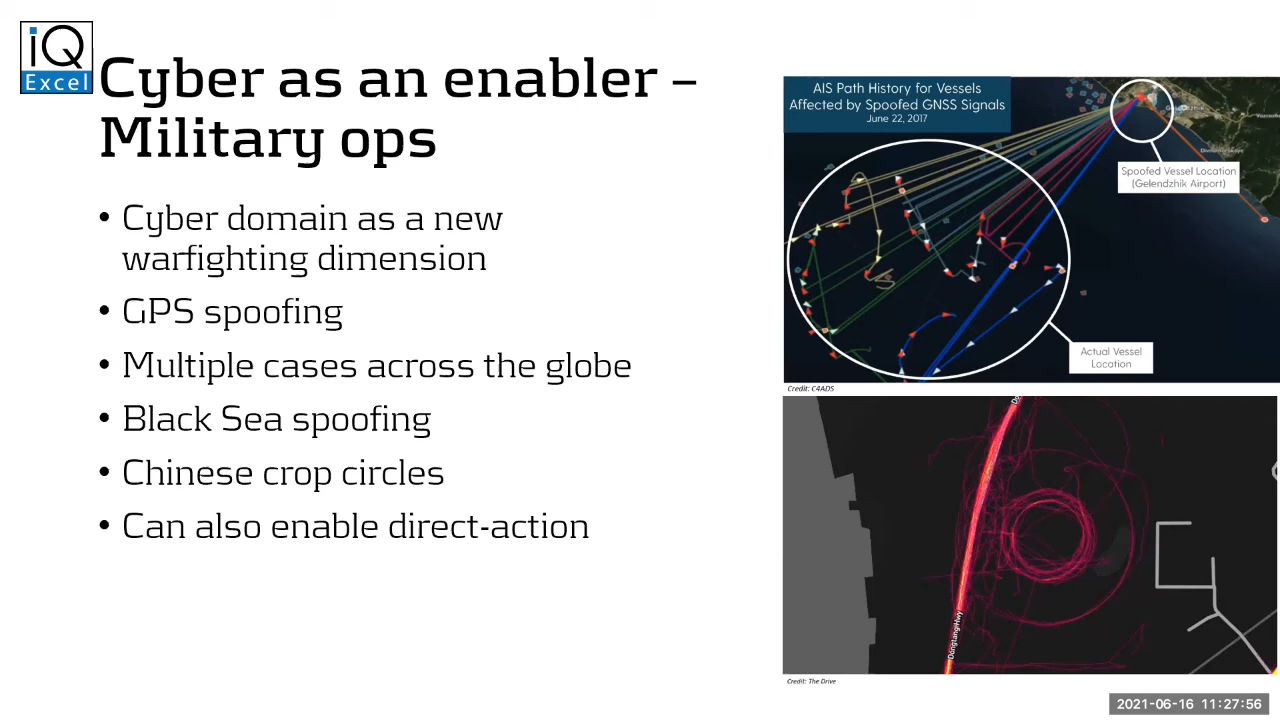 iQ
Excel
Cyber as an enabler –
Military ops
• Cyber domain as a new
warfighting dimension
• GPS spoofing
• Multiple cases across the globe
• Black Sea spoofing
• Chinese crop circles
• Can also enable direct-action
AIS Path History for Vessels
Affected by Spoofed GNSS Signals
June 22, 2017
Spoofed Vessel Location
(Gelendzhik Airport)
Actual Vessel
Location
Credit: C4ADS
Do
Dongtang Hwy
Credit: The Drive
2021-06-16 11:27:56